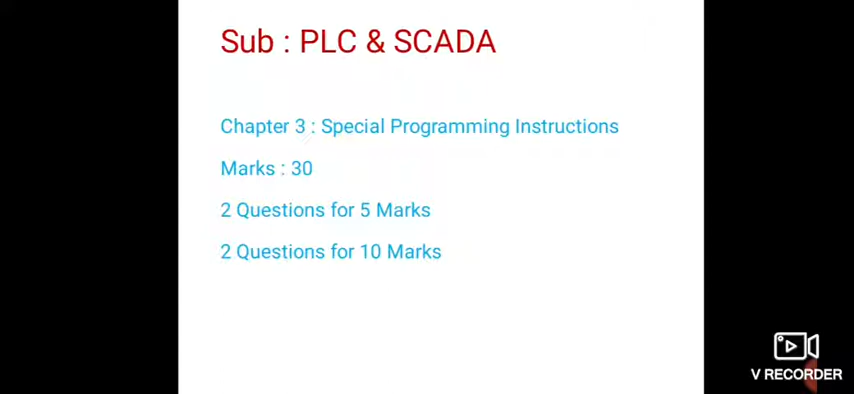 Sub : PLC & SCADA
Chapter 3 : Special Programming Instructions
Marks : 30
2 Questions for 5 Marks
2 Questions for 10 Marks
V RECORDER